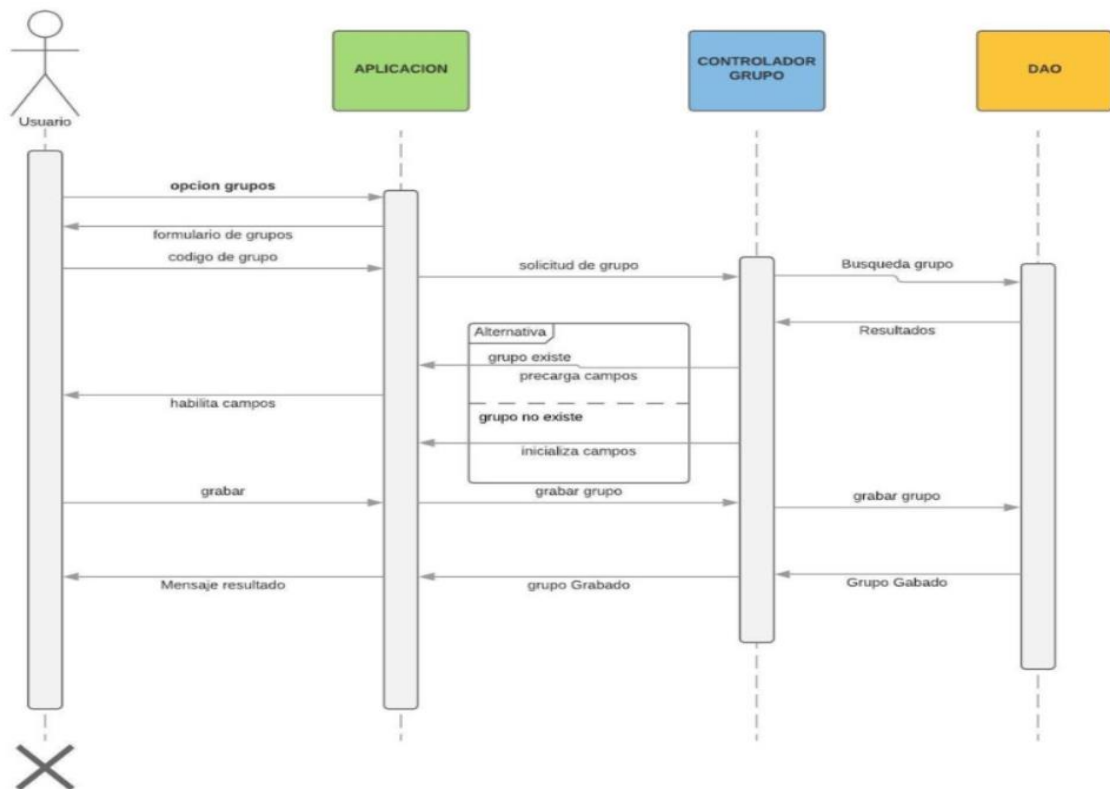 APLICACION
CONTROLADOR
GRUPO
DAO
Usuario
opcion grupos
formulario de grupos
codigo de grupo
solicitud de grupo
Busqueda grupo
Resultados
Alternativa
grupo existe
precarga campos
habilita campos
grupo no existe
inicializa campos
grabar
grabar grupo
grabar grupo
Mensaje resultado
grupo Grabado
Grupo Gabado